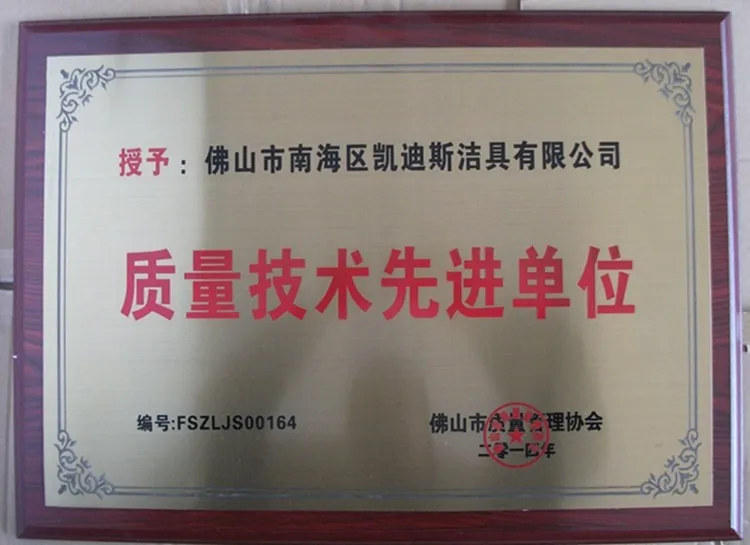 授予：佛山市南海区凯迪斯洁具有限公司
质量技术先进单位
编号:FSZLJS00164
佛山市质量管理协会
二零一四年